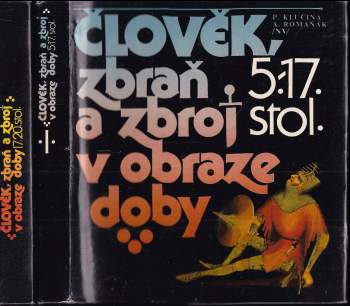 ČLOVĚK, zbraň a zbroj
v obraze doby 17.20.stol.
ČLOVĚK, zbraň a zbroj
v obraze doby 5.17. stol.
·I·
P. KLUČINA
A. ROMAŇÁK
/NV/
ČLOVĚK,
zbraň
a zbroj
v obraze
doby
5:17.
stol.